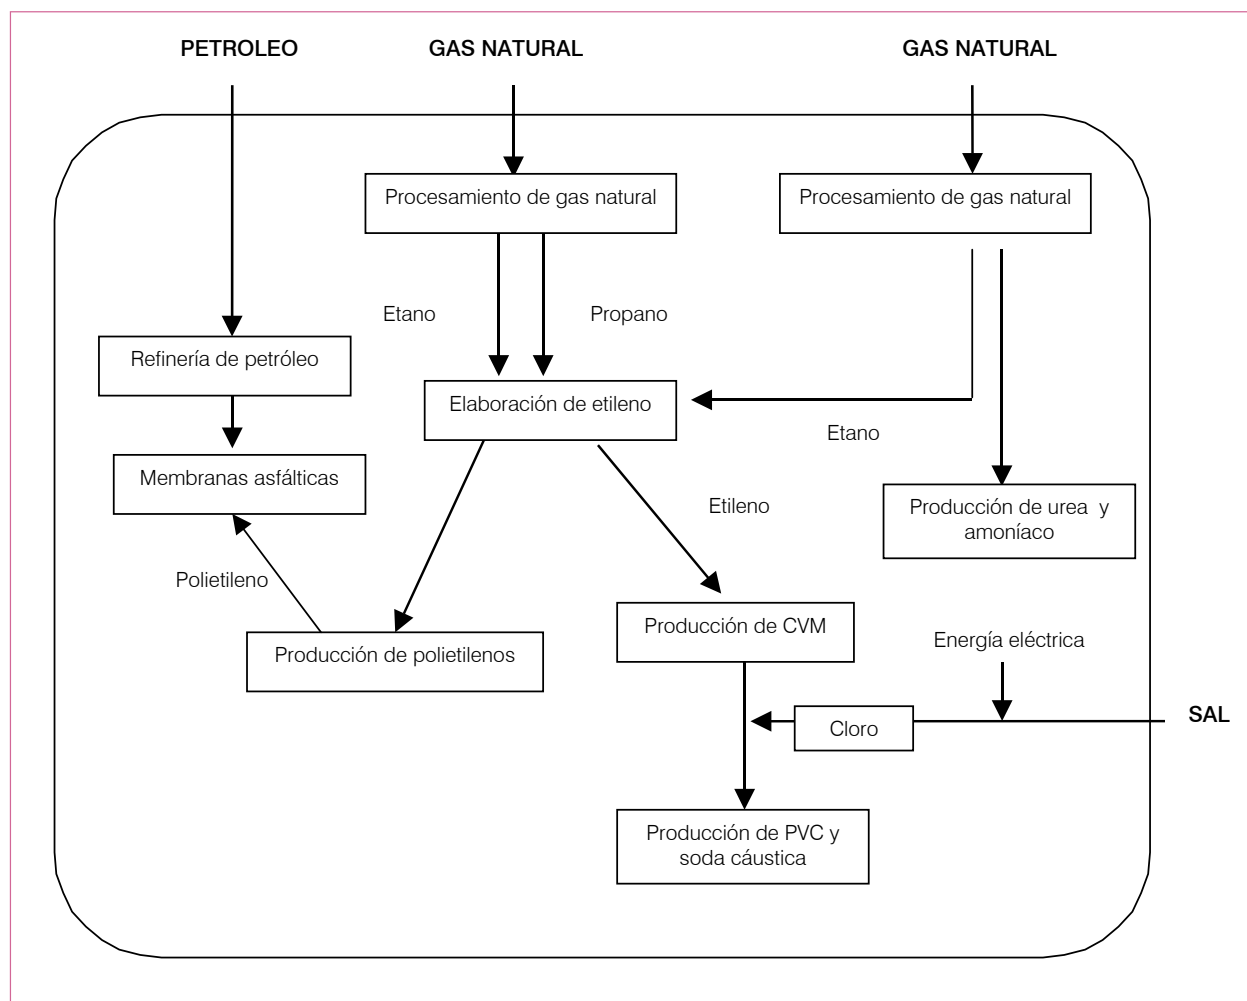 PETROLEO
GAS NATURAL
GAS NATURAL
Procesamiento de gas natural
Procesamiento de gas natural
Etano
Propano
Refinería de petróleo
Elaboración de etileno
Etano
Membranas asfálticas
Etileno
Producción de urea y
amoníaco
Polietileno
Producción de CVM
Energía eléctrica
Producción de polietilenos
SAL
Cloro
Producción de PVC y
soda cáustica